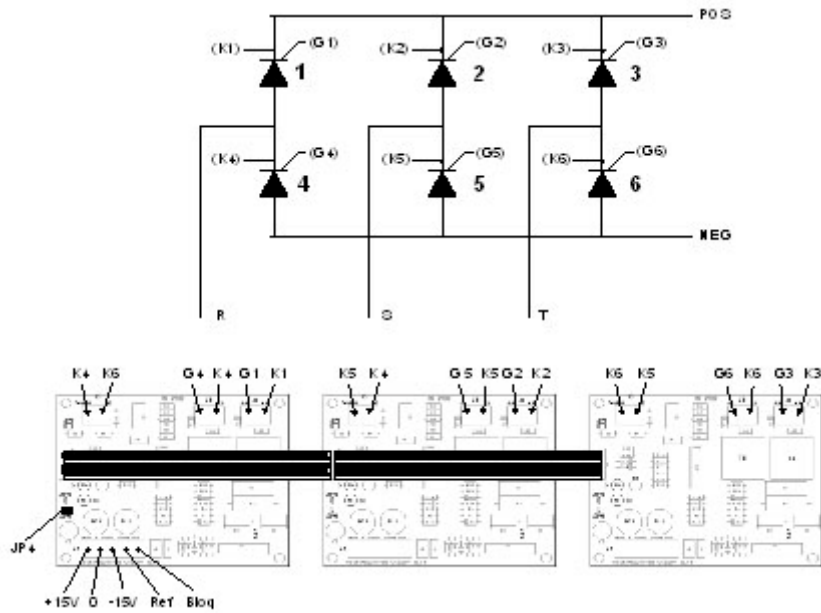 POS
(K1) (G1) (K2) (G2) (K3) (G3)
1 2 3
(K4) (G4) (K5) (G5) (K6) (G6)
4 5 6
NEG
R S T
K4 K6 G4 K4 G1 K1 K5 K4 G5 K5 G2 K2 K6 K5 G6 K6 G3 K3
JP4
+15V 0 -15V Ref Bloq